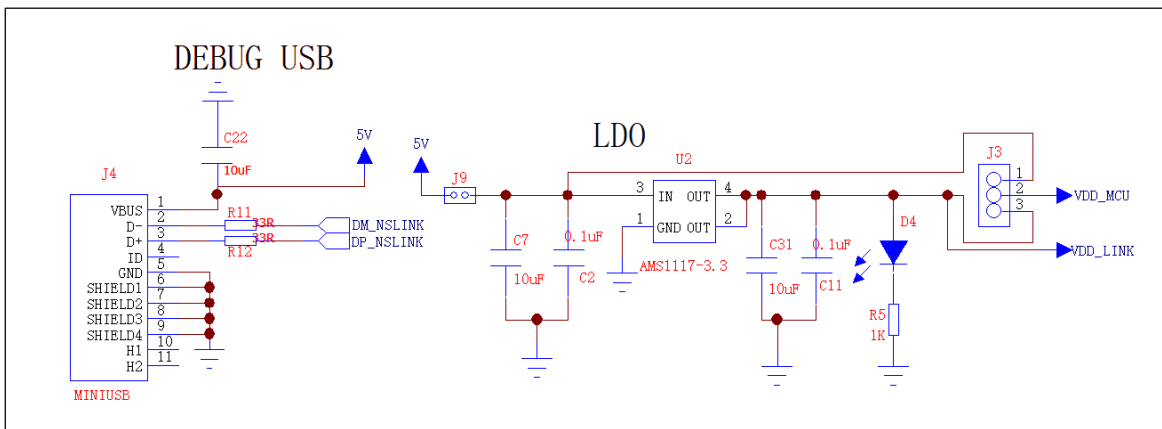 DEBUG USB
C22
10uF
5V
J4
VBUS 1
D- 2
D+ 3
ID 4
GND 5
SHIELD1 6
SHIELD2 7
SHIELD3 8
SHIELD4 9
H1 10
H2 11
MINIUSB
R11
33R
DM_NSLINK
33R
DP_NSLINK
R12
5V
J9
LDO
U2
3 IN OUT 4
1 GND OUT 2
AMS1117-3.3
C7
10uF
0.1uF
C2
C31
10uF
0.1uF
C11
D4
R5
1K
J3
1
2
3
VDD_MCU
VDD_LINK